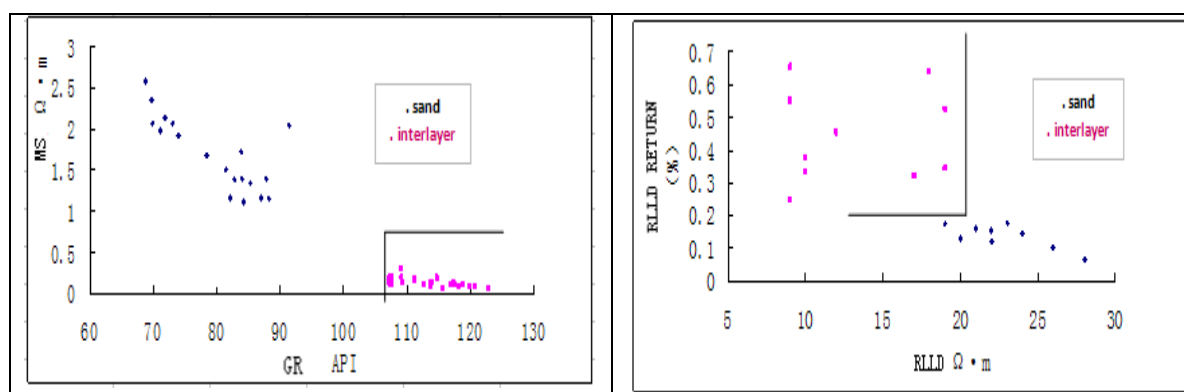 3
2.5
2
1.5
1
0.5
0
MS Ω·m
. sand
. interlayer
60 70 80 90 100 110 120 130
GR API
0.7
0.6
0.5
0.4
0.3
0.2
0.1
0
RLLD RETURN
(%)
. sand
. interlayer
5 10 15 20 25 30
RLLD Ω·m